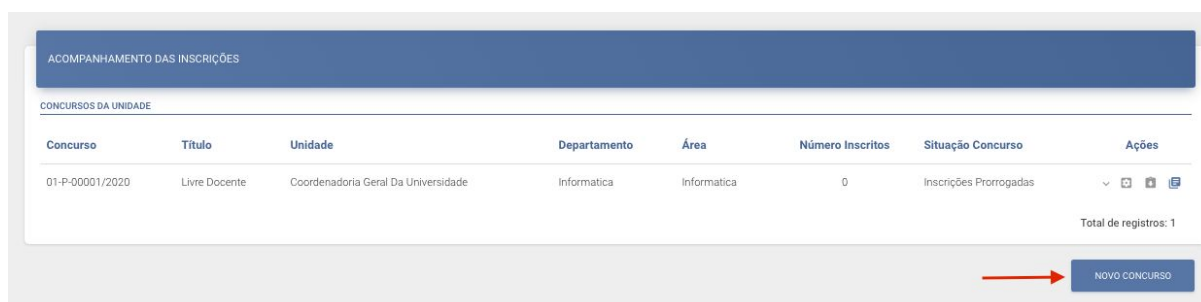 ACOMPANHAMENTO DAS INSCRIÇÕES
CONCURSOS DA UNIDADE
Concurso Título Unidade Departamento Área Número Inscritos Situação Concurso Ações
01-P-00001/2020 Livre Docente Coordenadoria Geral Da Universidade Informatica Informatica 0 Inscrições Prorrogadas
Total de registros: 1
NOVO CONCURSO